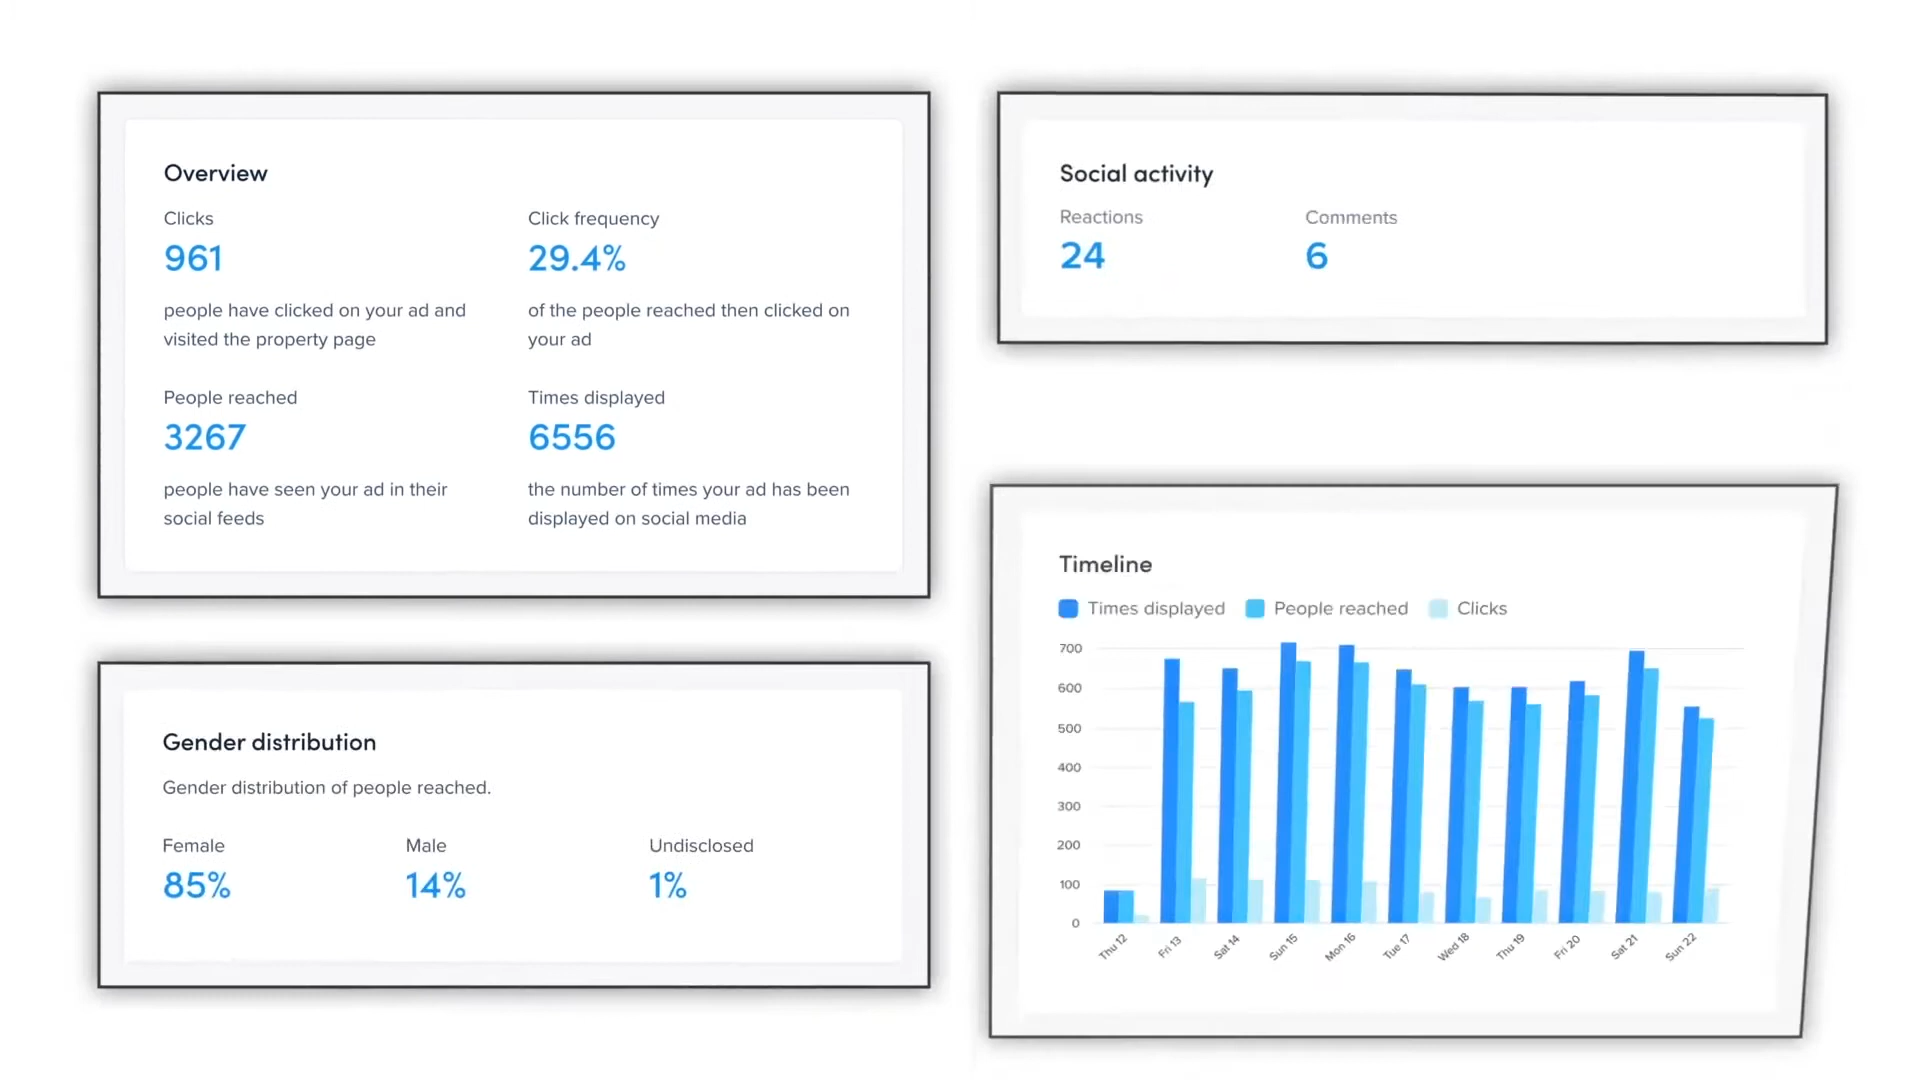 Overview
Clicks
961
people have clicked on your ad and
visited the property page
Click frequency
29.4%
of the people reached then clicked on
your ad
People reached
3267
people have seen your ad in their
social feeds
Times displayed
6556
the number of times your ad has been
displayed on social media
Gender distribution
Gender distribution of people reached.
Female
85%
Male
14%
Undisclosed
1%
Social activity
Reactions
24
Comments
6
Timeline
Times displayed People reached Clicks
700
600
500
400
300
200
100
0
Thu 12 Fri 13 Sat 14 Sun 15 Mon 16 Tue 17 Wed 18 Thu 19 Fri 20 Sat 21 Sun 22